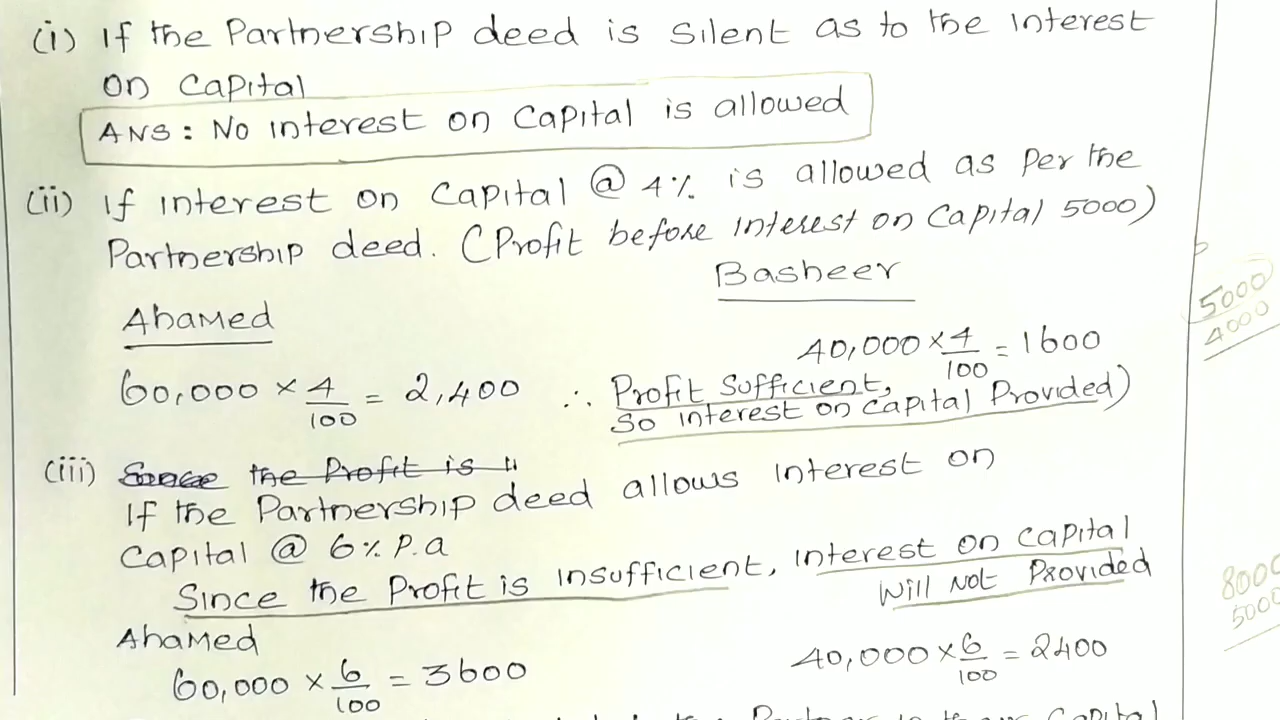 (i) If the Partnership deed is silent as to the interest
on capital
ANS : No interest on capital is allowed
(ii) If interest on capital @ 4% is allowed as per the
Partnership deed. (Profit before interest on capital 5000)
Ahamed
Basheer
60,000 × 4/100 = 2,400
40,000 × 4/100 = 1600
∴ Profit Sufficient,
So interest on capital Provided)
(iii) the Profit is
If the Partnership deed allows interest on
capital @ 6% P.a
Since the Profit is insufficient, interest on capital
will Not Provided
Ahamed
60,000 × 6/100 = 3600
40,000 × 6/100 = 2400
5000
4000
8000
5000